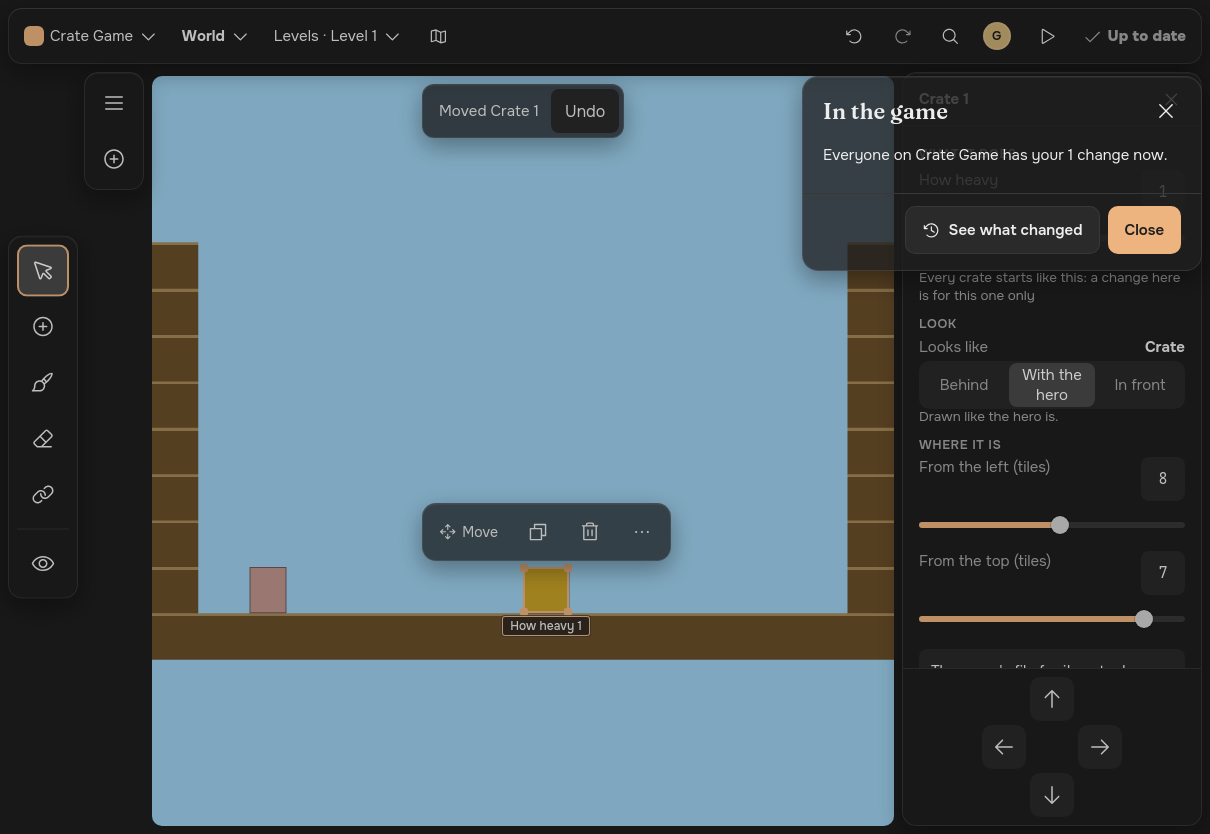 Crate Game
World
Levels · Level 1
G
Up to date
Moved Crate 1
Undo
Crate 1
In the game
Everyone on Crate Game has your 1 change now.
How heavy
1
See what changed
Close
Every crate starts like this: a change here
is for this one only
LOOK
Looks like
Crate
Behind
With the
hero
In front
Drawn like the hero is.
WHERE IT IS
From the left (tiles)
8
Move
From the top (tiles)
7
How heavy 1